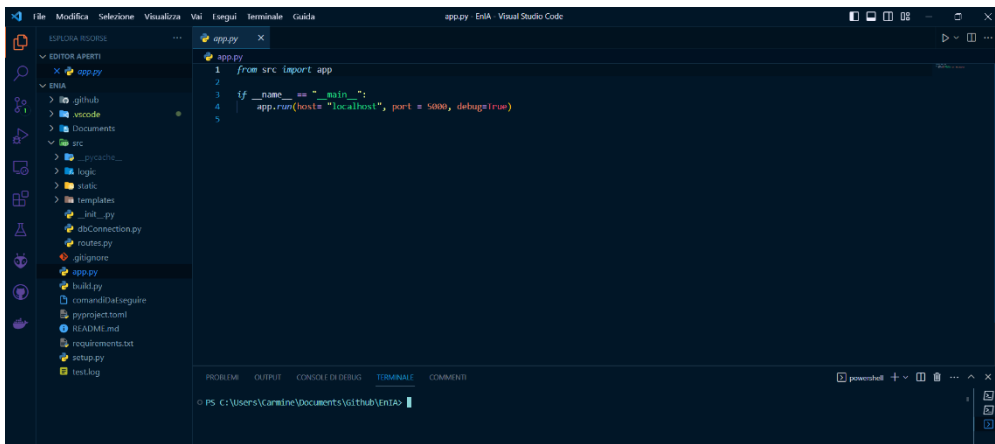 File Modifica Selezione Visualizza Vai Esegui Terminale Guida
app.py - EnIA - Visual Studio Code
ESPLORA RISORSE
EDITOR APERTI
app.py
ENIA
.github
.vscode
Documents
src
__pycache__
logic
static
templates
__init__.py
dbConnection.py
routes.py
.gitignore
app.py
build.py
comandiDaEseguire
pyproject.toml
README.md
requirements.txt
setup.py
test.log
app.py
app.py
1 from src import app
2
3 if __name__ == "__main__":
4 app.run(host= "localhost", port = 5000, debug=True)
5
PROBLEMI OUTPUT CONSOLE DI DEBUG TERMINALE COMMENTI
powershell
PS C:\Users\Carmine\Documents\Github\EnIA>